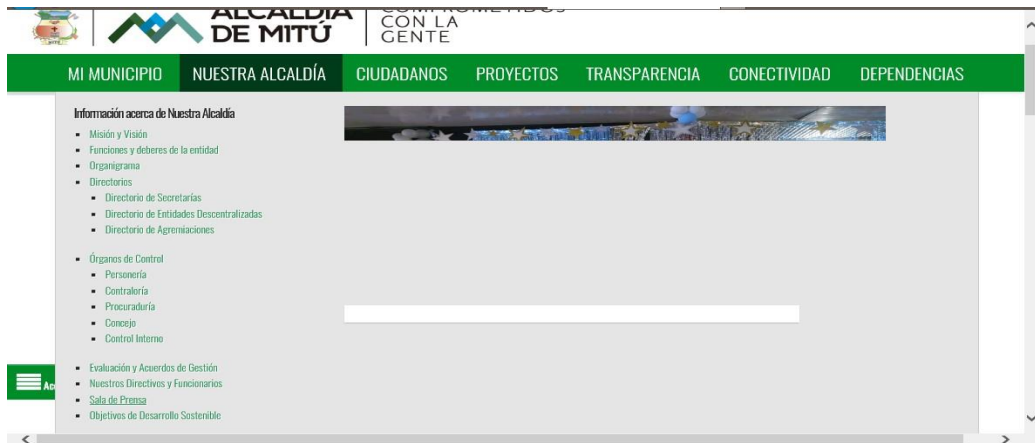 ALCALDÍA
DE MITÚ
COMPROMETIDOS
CON LA
GENTE
MI MUNICIPIO NUESTRA ALCALDÍA CIUDADANOS PROYECTOS TRANSPARENCIA CONECTIVIDAD DEPENDENCIAS
Información acerca de Nuestra Alcaldía
Misión y Visión
Funciones y deberes de la entidad
Organigrama
Directorios
Directorio de Secretarías
Directorio de Entidades Descentralizadas
Directorio de Agremiaciones
Órganos de Control
Personería
Contraloría
Procuraduría
Concejo
Control Interno
Evaluación y Acuerdos de Gestión
Nuestros Directivos y Funcionarios
Sala de Prensa
Objetivos de Desarrollo Sostenible